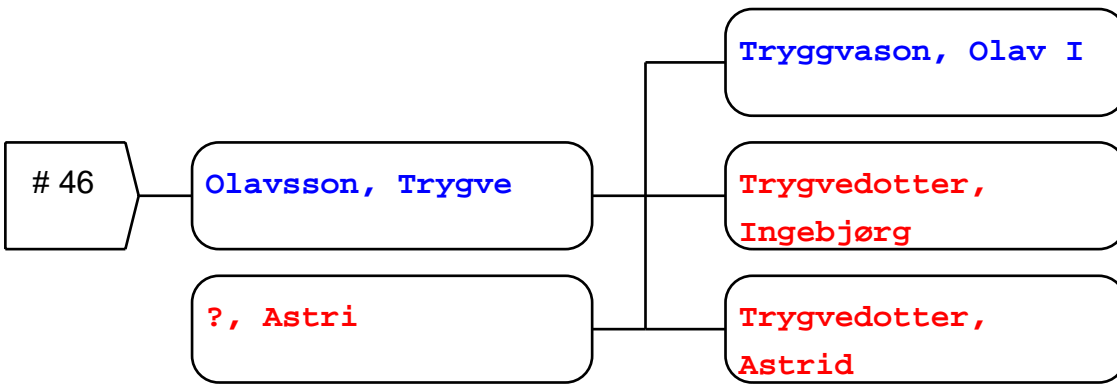 Tryggvason, Olav I
# 46
Olavsson, Trygve
Trygvedotter,
Ingebjørg
?, Astri
Trygvedotter,
Astrid